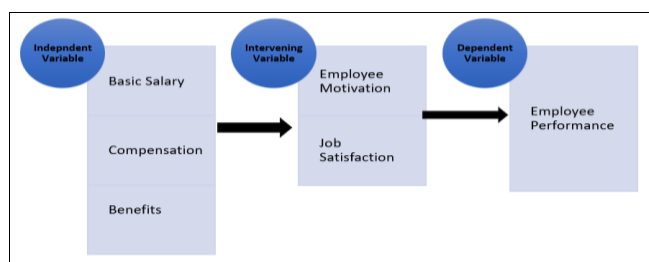 Indepndent
Variable
Basic Salary
Compensation
Benefits
Intervening
Variable
Employee
Motivation
Job
Satisfaction
Dependent
Variable
Employee
Performance